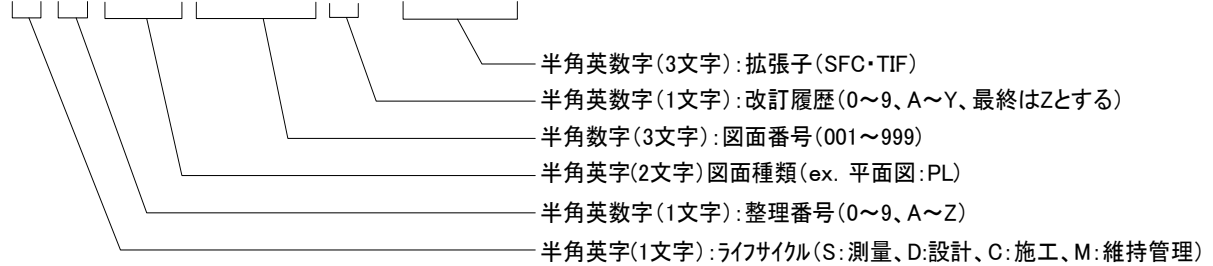 半角英数字(3文字):拡張子(SFC・TIF)
半角英数字(1文字):改訂履歴(0～9、A～Y、最終はZとする)
半角数字(3文字):図面番号(001～999)
半角英字(2文字)図面種類(ex. 平面図:PL)
半角英数字(1文字):整理番号(0～9、A～Z)
半角英字(1文字):ライフサイクル(S:測量、D:設計、C:施工、M:維持管理)